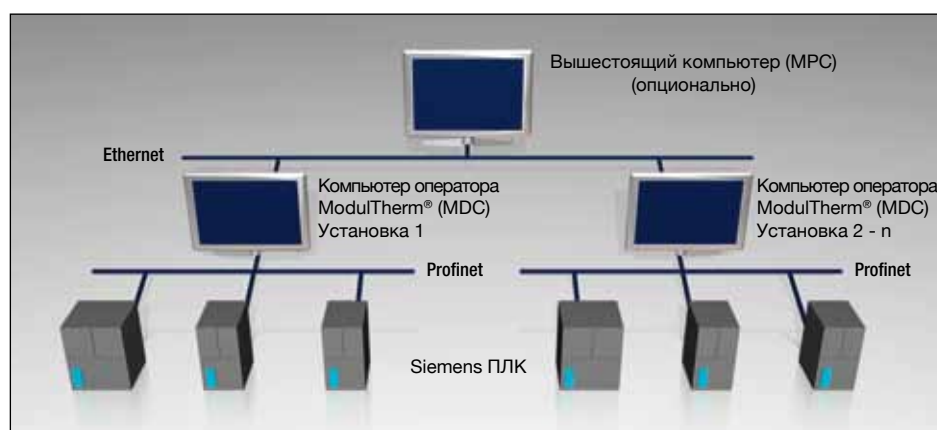 Вышестоящий компьютер (MPC)
(опционально)
Ethernet
Компьютер оператора
ModulTherm® (MDC)
Установка 1
Компьютер оператора
ModulTherm® (MDC)
Установка 2 - n
Profinet
Profinet
Siemens ПЛК